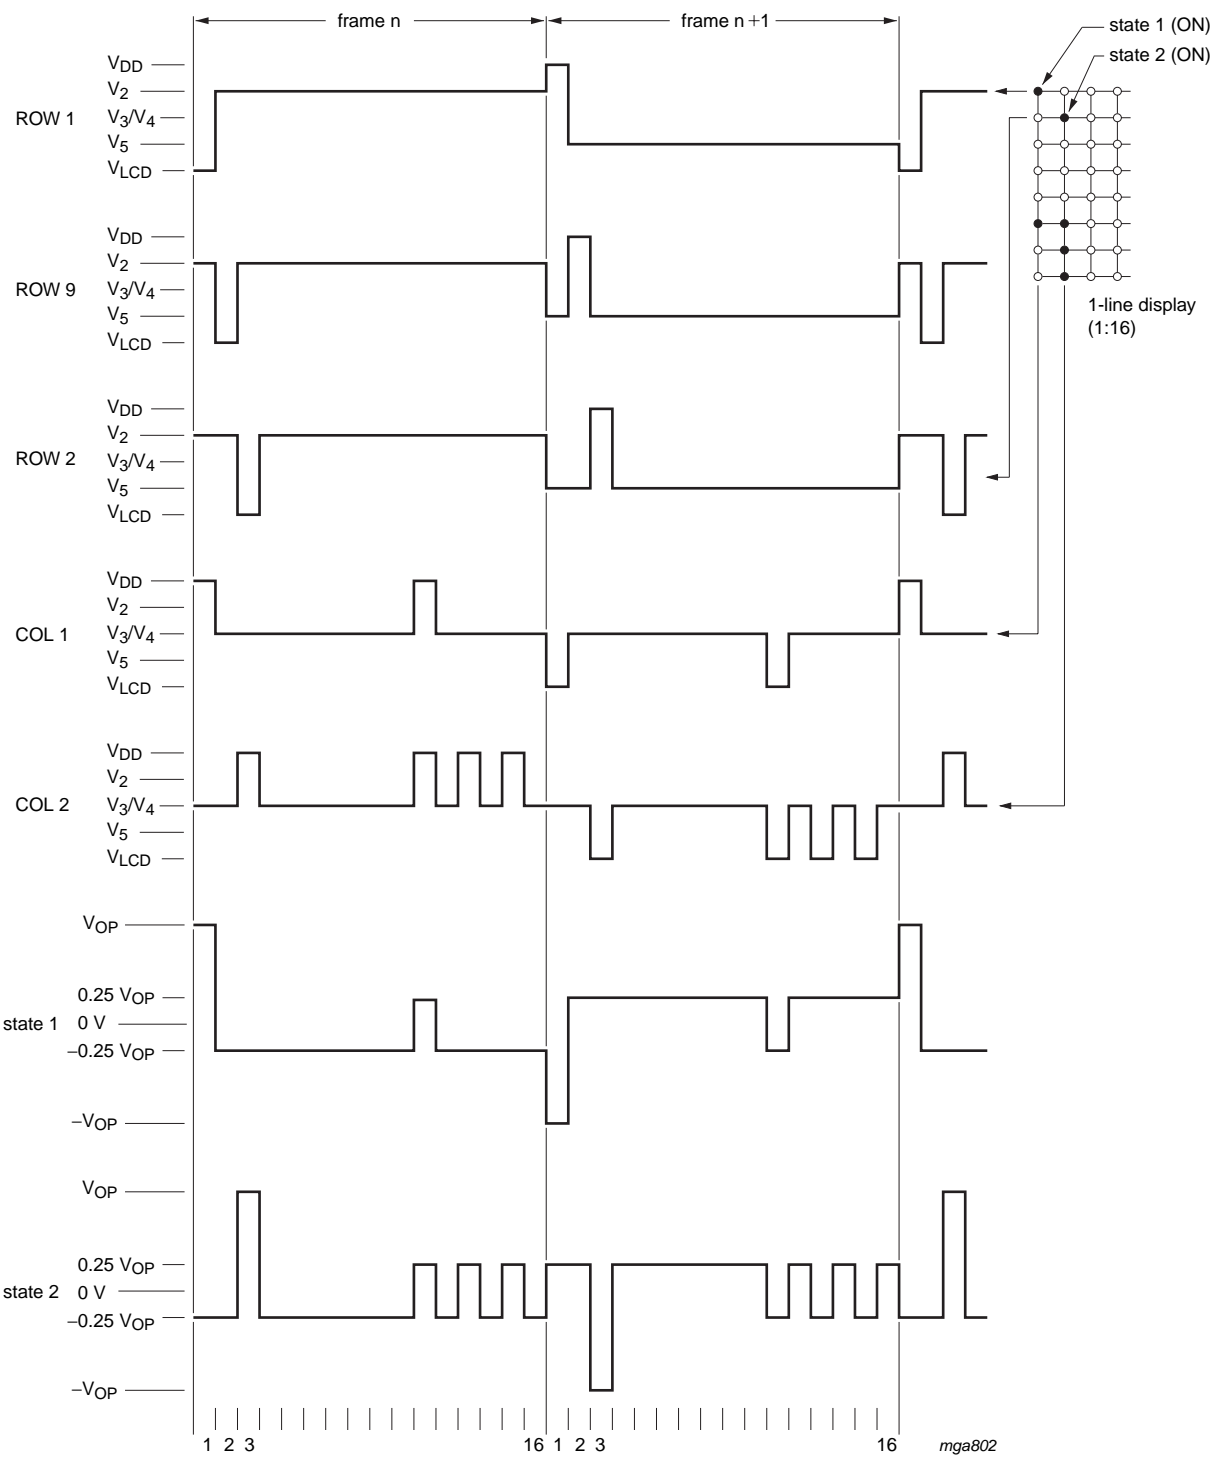 frame n
frame n+1
state 1 (ON)
state 2 (ON)
VDD
V2
ROW 1
V3/V4
V5
VLCD
VDD
V2
ROW 9
V3/V4
V5
VLCD
1-line display
(1:16)
VDD
V2
ROW 2
V3/V4
V5
VLCD
VDD
V2
COL 1
V3/V4
V5
VLCD
VDD
V2
COL 2
V3/V4
V5
VLCD
VOP
0.25 VOP
state 1 0 V
−0.25 VOP
−VOP
VOP
0.25 VOP
state 2 0 V
−0.25 VOP
−VOP
1 2 3 16 1 2 3 16
mga802